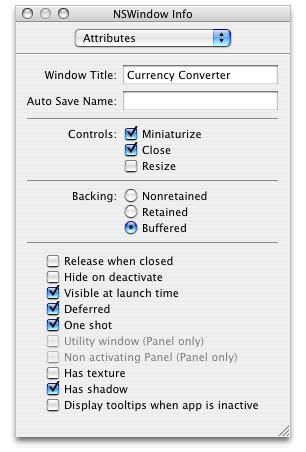 NSWindow Info
Attributes
Window Title: Currency Converter
Auto Save Name:
Controls: Miniaturize
Close
Resize
Backing: Nonretained
Retained
Buffered
Release when closed
Hide on deactivate
Visible at launch time
Deferred
One shot
Utility window (Panel only)
Non activating Panel (Panel only)
Has texture
Has shadow
Display tooltips when app is inactive